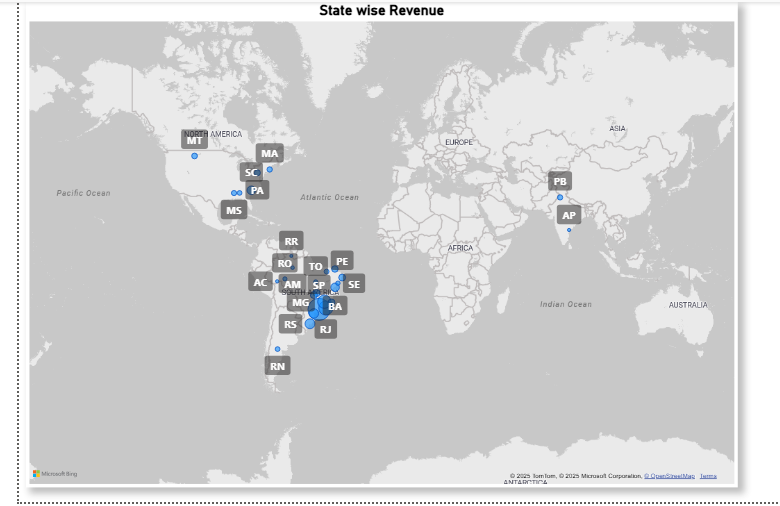 State wise Revenue
NORTH AMERICA
MT
MA
SC
PA
MS
Pacific Ocean
Atlantic Ocean
EUROPE
ASIA
PB
AP
AFRICA
RR
RO
TO
PE
AC
AM
SP
SE
SOUTH AMERICA
MG
BA
RS
RJ
RN
Indian Ocean
AUSTRALIA
Microsoft Bing
© 2025 TomTom, © 2025 Microsoft Corporation, © OpenStreetMap Terms
ANTARCTICA